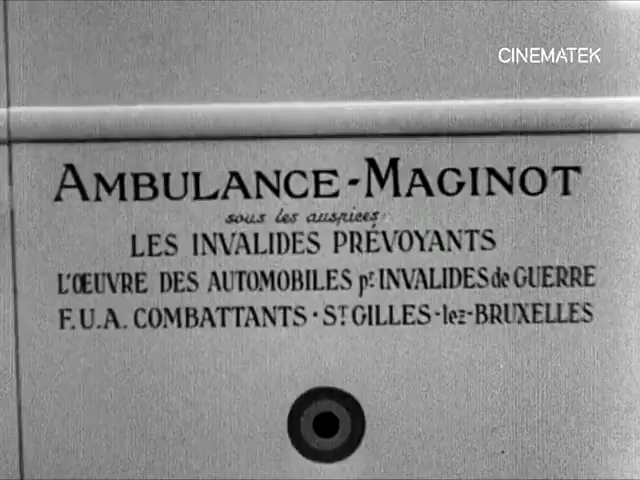 CINEMATEK
AMBULANCE-MAGINOT
sous les auspices:
LES INVALIDES PRÉVOYANTS
L'ŒUVRE DES AUTOMOBILES pr. INVALIDES de GUERRE
F.U.A. COMBATTANTS · ST GILLES-lez-BRUXELLES